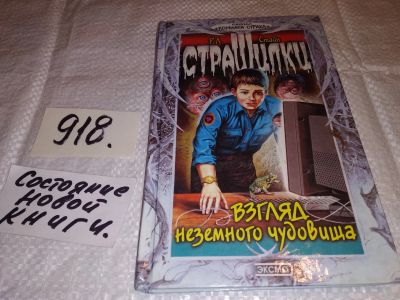 918.
Состояние
новой
книги.
Р.Л. Стайн
СТРАШИЛКИ
ВЗГЛЯД
неземного чудовища
ЭКСМО